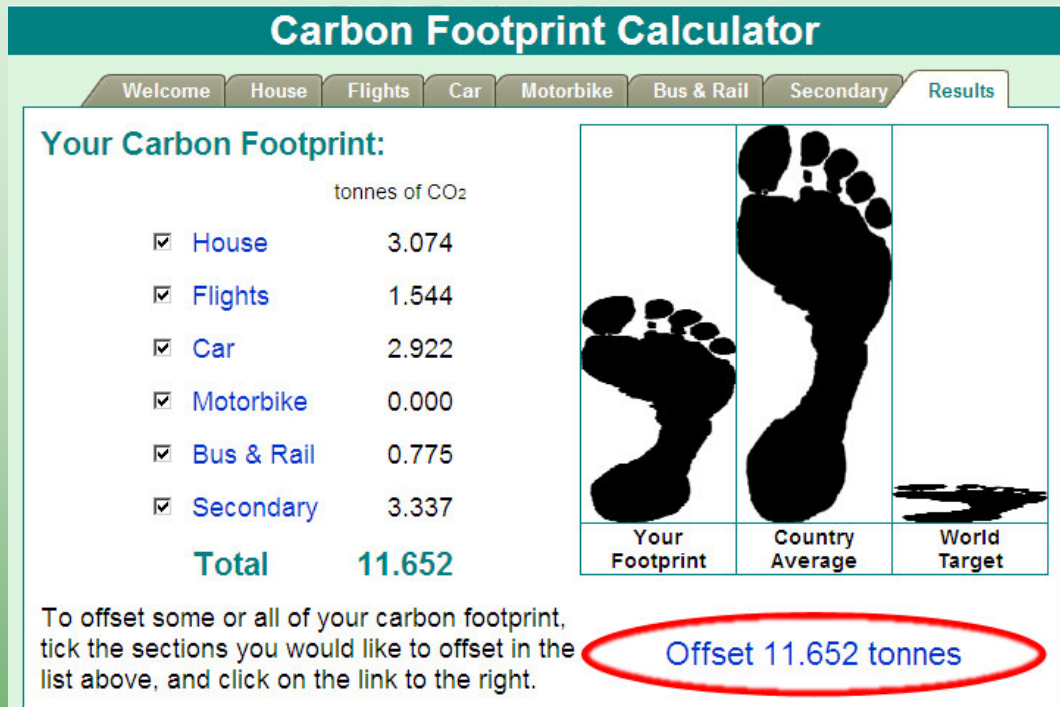 Carbon Footprint Calculator
Welcome House Flights Car Motorbike Bus & Rail Secondary Results
Your Carbon Footprint:
tonnes of CO2
House 3.074
Flights 1.544
Car 2.922
Motorbike 0.000
Bus & Rail 0.775
Secondary 3.337
Total 11.652
Your
Footprint
Country
Average
World
Target
To offset some or all of your carbon footprint,
tick the sections you would like to offset in the
list above, and click on the link to the right.
Offset 11.652 tonnes